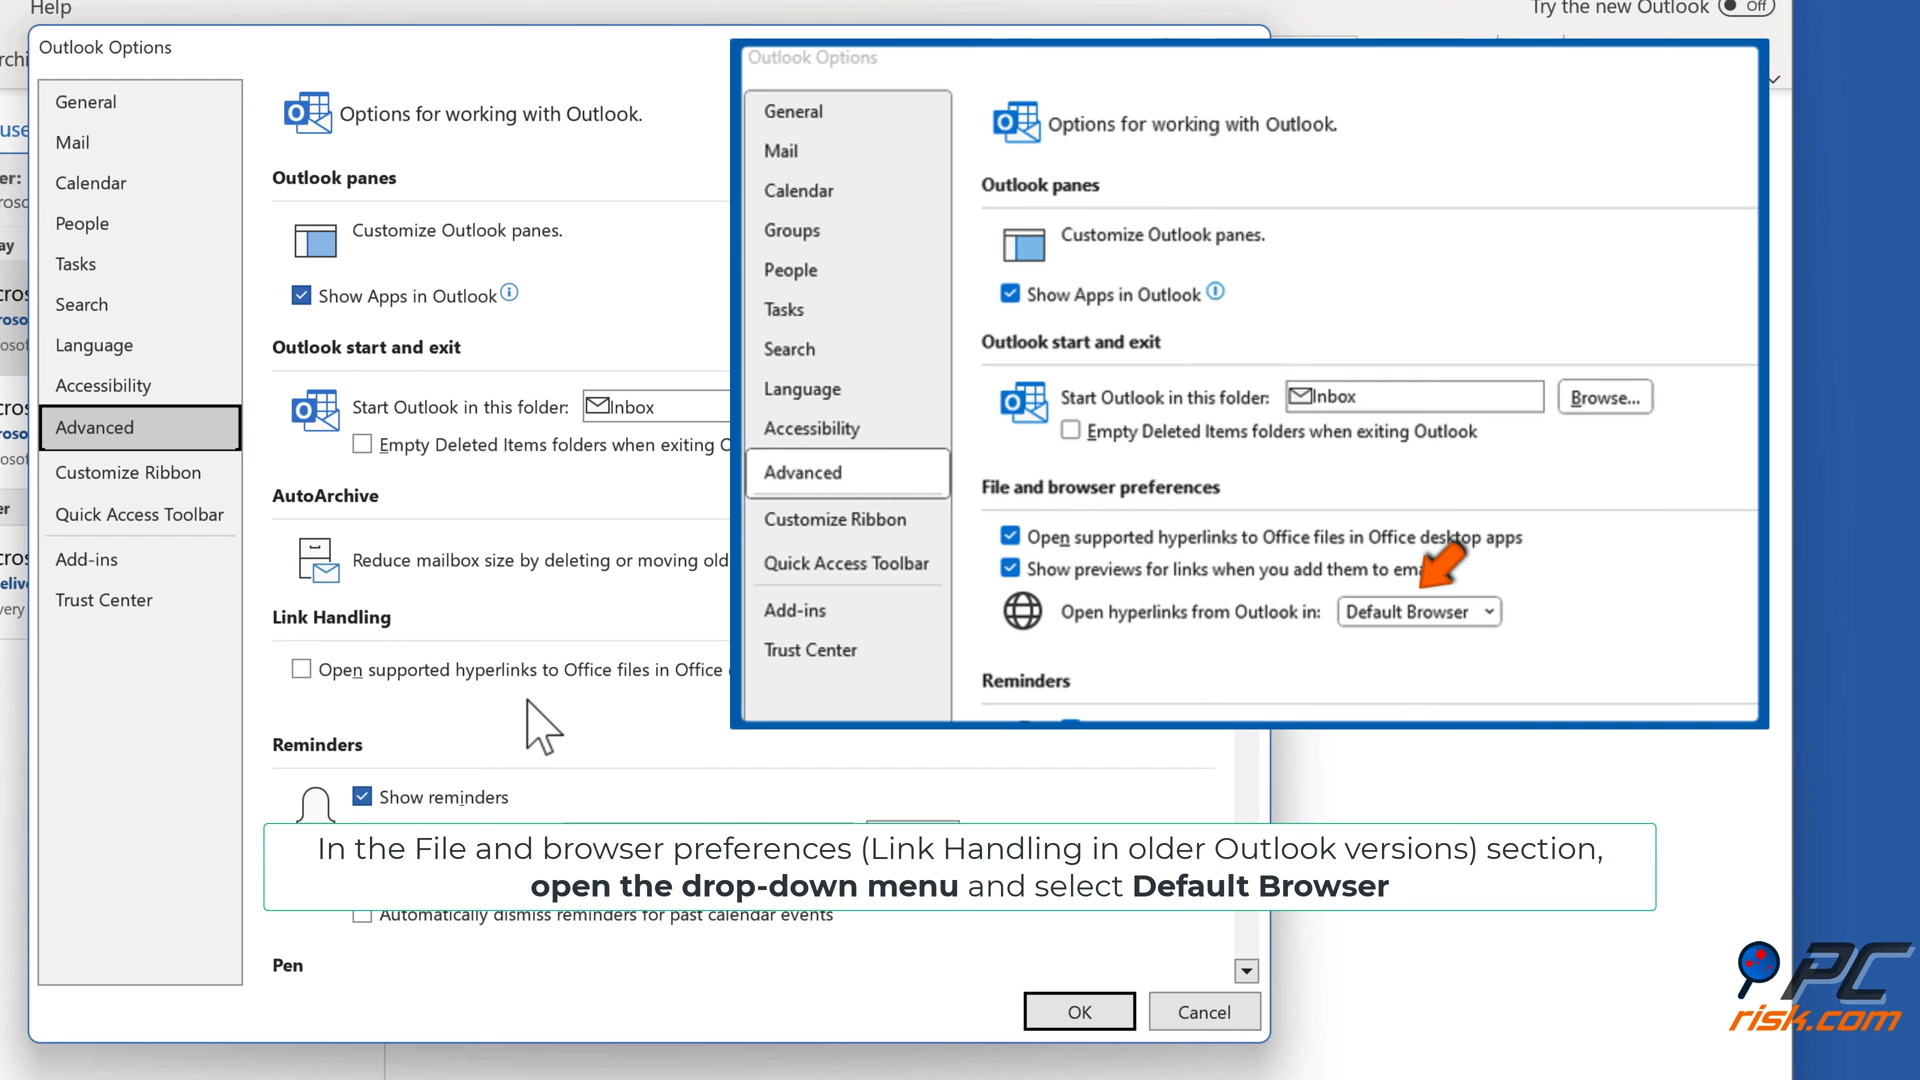 Help
Try the new Outlook
Off
Outlook Options
General
Mail
Calendar
People
Tasks
Search
Language
Accessibility
Advanced
Customize Ribbon
Quick Access Toolbar
Add-ins
Trust Center
Options for working with Outlook.
Outlook panes
Customize Outlook panes.
Show Apps in Outlook
Outlook start and exit
Start Outlook in this folder: Inbox
Empty Deleted Items folders when exiting O
AutoArchive
Reduce mailbox size by deleting or moving old
Link Handling
Open supported hyperlinks to Office files in Office
Reminders
Show reminders
Automatically dismiss reminders for past calendar events
Pen
OK
Cancel
Outlook Options
General
Mail
Calendar
Groups
People
Tasks
Search
Language
Accessibility
Advanced
Customize Ribbon
Quick Access Toolbar
Add-ins
Trust Center
Options for working with Outlook.
Outlook panes
Customize Outlook panes.
Show Apps in Outlook
Outlook start and exit
Start Outlook in this folder: Inbox Browse...
Empty Deleted Items folders when exiting Outlook
File and browser preferences
Open supported hyperlinks to Office files in Office desktop apps
Show previews for links when you add them to ema
Open hyperlinks from Outlook in: Default Browser
Reminders
In the File and browser preferences (Link Handling in older Outlook versions) section,
open the drop-down menu and select Default Browser
PC
risk.com